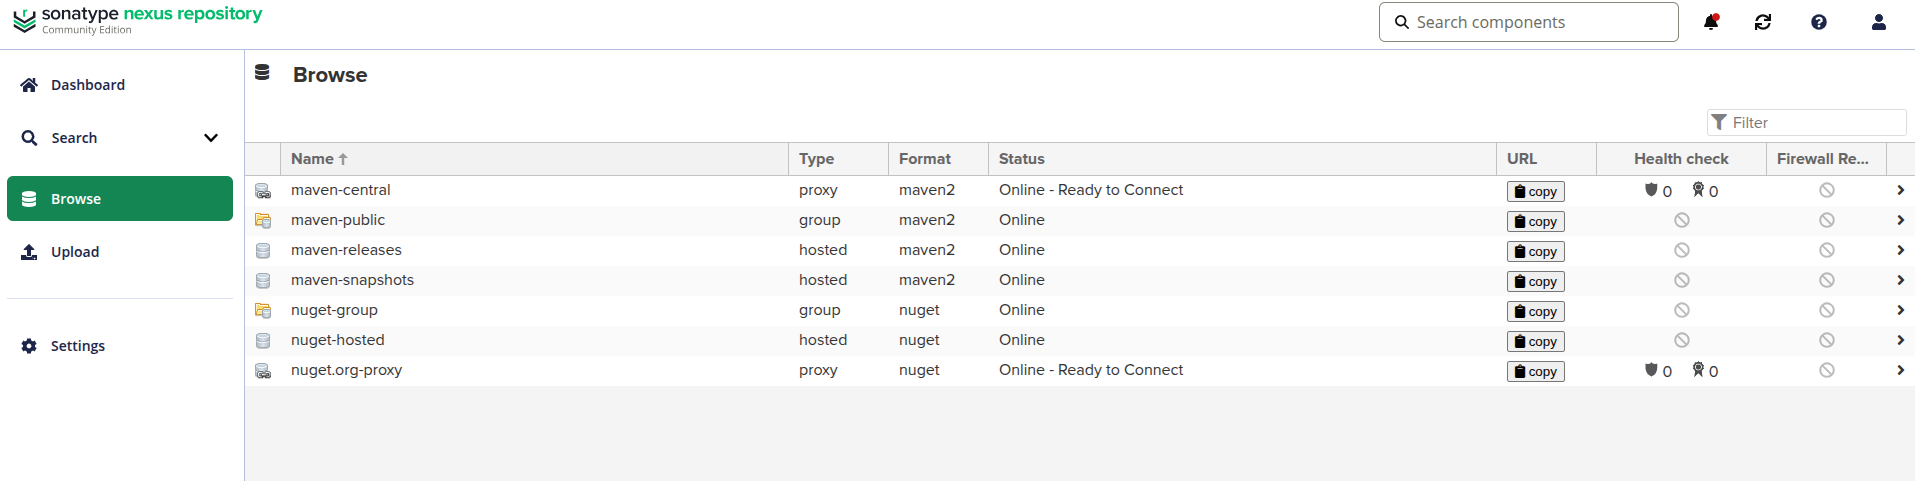 sonatype nexus repository
Community Edition
Search components
Dashboard
Search
Browse
Upload
Settings
Browse
Filter
Name Type Format Status URL Health check Firewall Re...
maven-central proxy maven2 Online - Ready to Connect copy 0 0
maven-public group maven2 Online copy
maven-releases hosted maven2 Online copy
maven-snapshots hosted maven2 Online copy
nuget-group group nuget Online copy
nuget-hosted hosted nuget Online copy
nuget.org-proxy proxy nuget Online - Ready to Connect copy 0 0